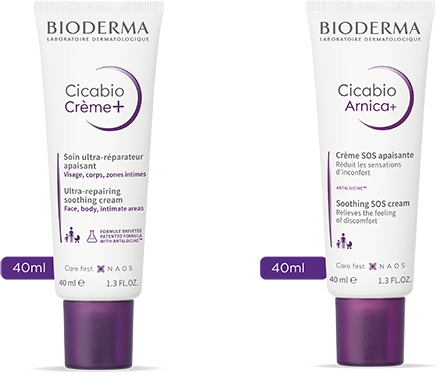 BIODERMA
LABORATOIRE DERMATOLOGIQUE
Cicabio
Crème+
Soin ultra-réparateur
apaisant
Visage, corps, zones intimes
Ultra-repairing
soothing cream
Face, body, intimate areas
FORMULE BREVETÉE
PATENTED FORMULA
WITH ANTALGICINE™
40ml
Care first. NAOS
40 ml ℮ 1.3 FL.OZ.
BIODERMA
LABORATOIRE DERMATOLOGIQUE
Cicabio
Arnica+
Crème SOS apaisante
Réduit les sensations
d'inconfort
ANTALGICINE™
Soothing SOS cream
Relieves the feeling
of discomfort
40ml
Care first. NAOS
40 ml ℮ 1.3 FL.OZ.